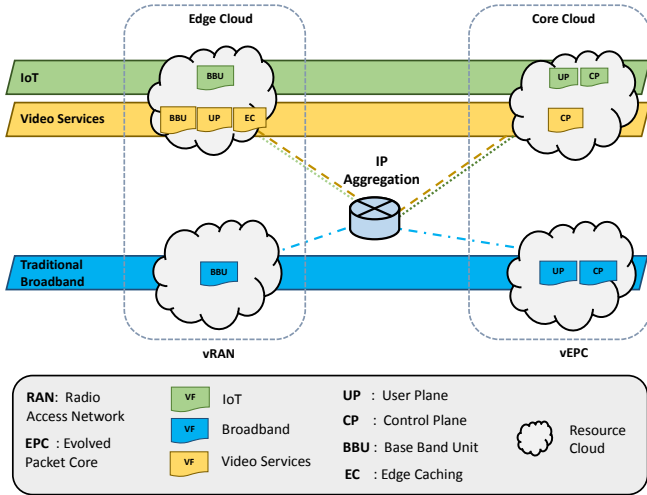 Edge Cloud
Core Cloud
IoT
BBU
UP
CP
Video Services
BBU
UP
EC
CP
IP
Aggregation
Traditional
Broadband
BBU
UP
CP
vRAN
vEPC
RAN: Radio
Access Network
EPC : Evolved
Packet Core
VF
IoT
VF
Broadband
VF
Video Services
UP : User Plane
CP : Control Plane
BBU : Base Band Unit
EC : Edge Caching
Resource
Cloud